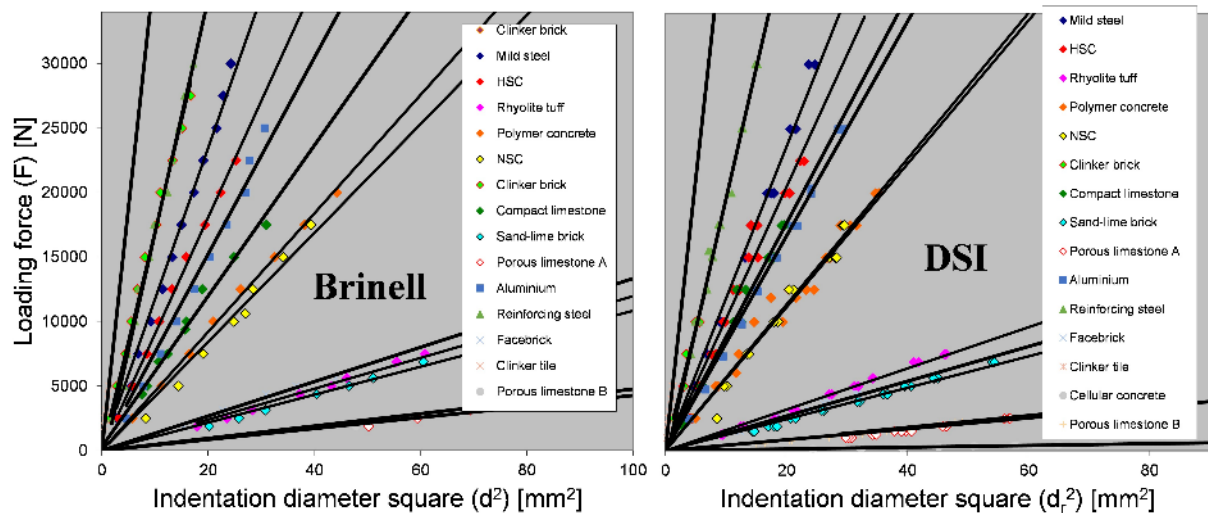 Loading force (F) [N]
30000
25000
20000
15000
10000
5000
0
0
20
40
60
80
100
Indentation diameter square (d²) [mm²]
Brinell
Clinker brick
Mild steel
HSC
Rhyolite tuff
Polymer concrete
NSC
Clinker brick
Compact limestone
Sand-lime brick
Porous limestone A
Aluminium
Reinforcing steel
Facebrick
Clinker tile
Porous limestone B
0
20
40
60
80
Indentation diameter square (dᵣ²) [mm²]
DSI
Mild steel
HSC
Rhyolite tuff
Polymer concrete
NSC
Clinker brick
Compact limestone
Sand-lime brick
Porous limestone A
Aluminium
Reinforcing steel
Facebrick
Clinker tile
Cellular concrete
Porous limestone B